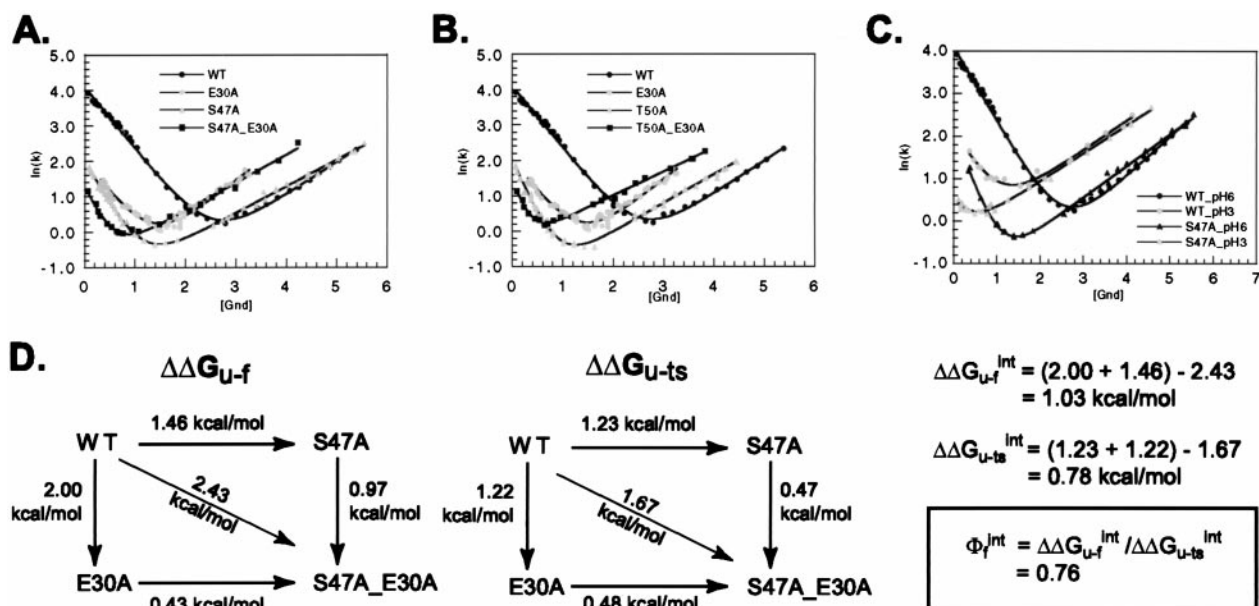 A.
5.0
4.0
3.0
2.0
1.0
0.0
-1.0
ln(k)
WT
E30A
S47A
S47A_E30A
0 1 2 3 4 5 6
[Gnd]
B.
5.0
4.0
3.0
2.0
1.0
0.0
-1.0
ln(k)
WT
E30A
T50A
T50A_E30A
0 1 2 3 4 5 6
[Gnd]
C.
4.0
3.0
2.0
1.0
0.0
-1.0
ln(k)
WT_pH6
WT_pH3
S47A_pH6
S47A_pH3
0 1 2 3 4 5 6 7
[Gnd]
D.
ΔΔGu-f
1.46 kcal/mol
WT
S47A
2.00
kcal/mol
2.43
kcal/mol
0.97
kcal/mol
E30A
S47A_E30A
0.43 kcal/mol
ΔΔGu-ts
1.23 kcal/mol
WT
S47A
1.22
kcal/mol
1.67
kcal/mol
0.47
kcal/mol
E30A
S47A_E30A
0.48 kcal/mol
ΔΔGu-f^int = (2.00 + 1.46) - 2.43
= 1.03 kcal/mol
ΔΔGu-ts^int = (1.23 + 1.22) - 1.67
= 0.78 kcal/mol
Φf^int = ΔΔGu-f^int /ΔΔGu-ts^int
= 0.76